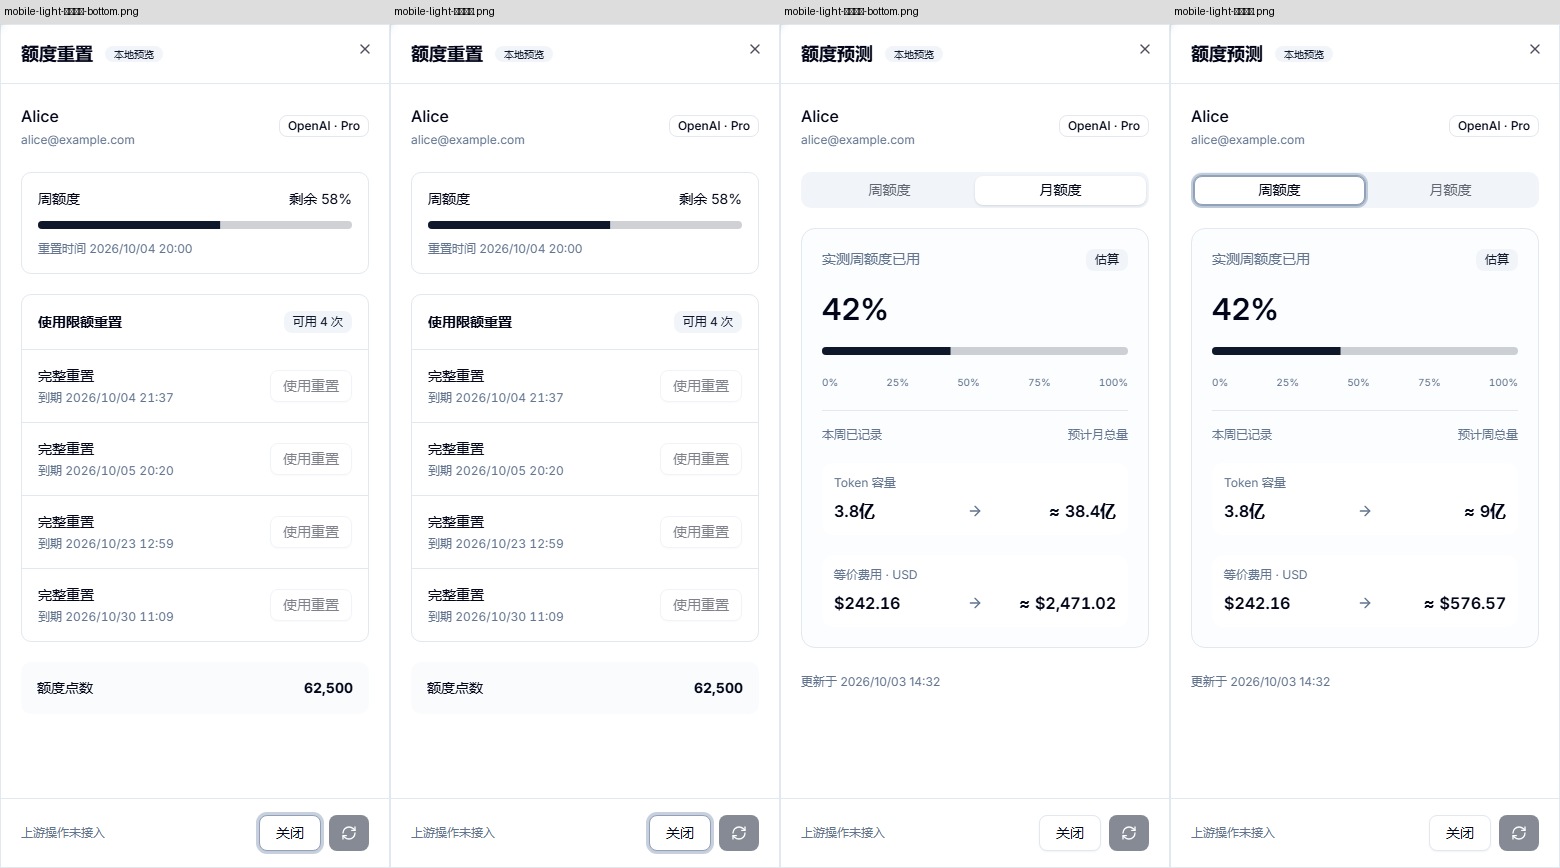 mobile-light-
-bottom.png
额度重置
本地预览
Alice
alice@example.com
OpenAI · Pro
周额度
剩余 58%
重置时间 2026/10/04 20:00
使用限额重置
可用 4 次
完整重置
到期 2026/10/04 21:37
使用重置
完整重置
到期 2026/10/05 20:20
使用重置
完整重置
到期 2026/10/23 12:59
使用重置
完整重置
到期 2026/10/30 11:09
使用重置
额度点数
62,500
上游操作未接入
关闭
mobile-light-
.png
额度重置
本地预览
Alice
alice@example.com
OpenAI · Pro
周额度
剩余 58%
重置时间 2026/10/04 20:00
使用限额重置
可用 4 次
完整重置
到期 2026/10/04 21:37
使用重置
完整重置
到期 2026/10/05 20:20
使用重置
完整重置
到期 2026/10/23 12:59
使用重置
完整重置
到期 2026/10/30 11:09
使用重置
额度点数
62,500
上游操作未接入
关闭
mobile-light-
-bottom.png
额度预测
本地预览
Alice
alice@example.com
OpenAI · Pro
周额度
月额度
实测周额度已用
估算
42%
0% 25% 50% 75% 100%
本周已记录
预计月总量
Token 容量
3.8亿 → ≈ 38.4亿
等价费用 · USD
$242.16 → ≈ $2,471.02
更新于 2026/10/03 14:32
上游操作未接入
关闭
mobile-light-
.png
额度预测
本地预览
Alice
alice@example.com
OpenAI · Pro
周额度
月额度
实测周额度已用
估算
42%
0% 25% 50% 75% 100%
本周已记录
预计周总量
Token 容量
3.8亿 → ≈ 9亿
等价费用 · USD
$242.16 → ≈ $576.57
更新于 2026/10/03 14:32
上游操作未接入
关闭